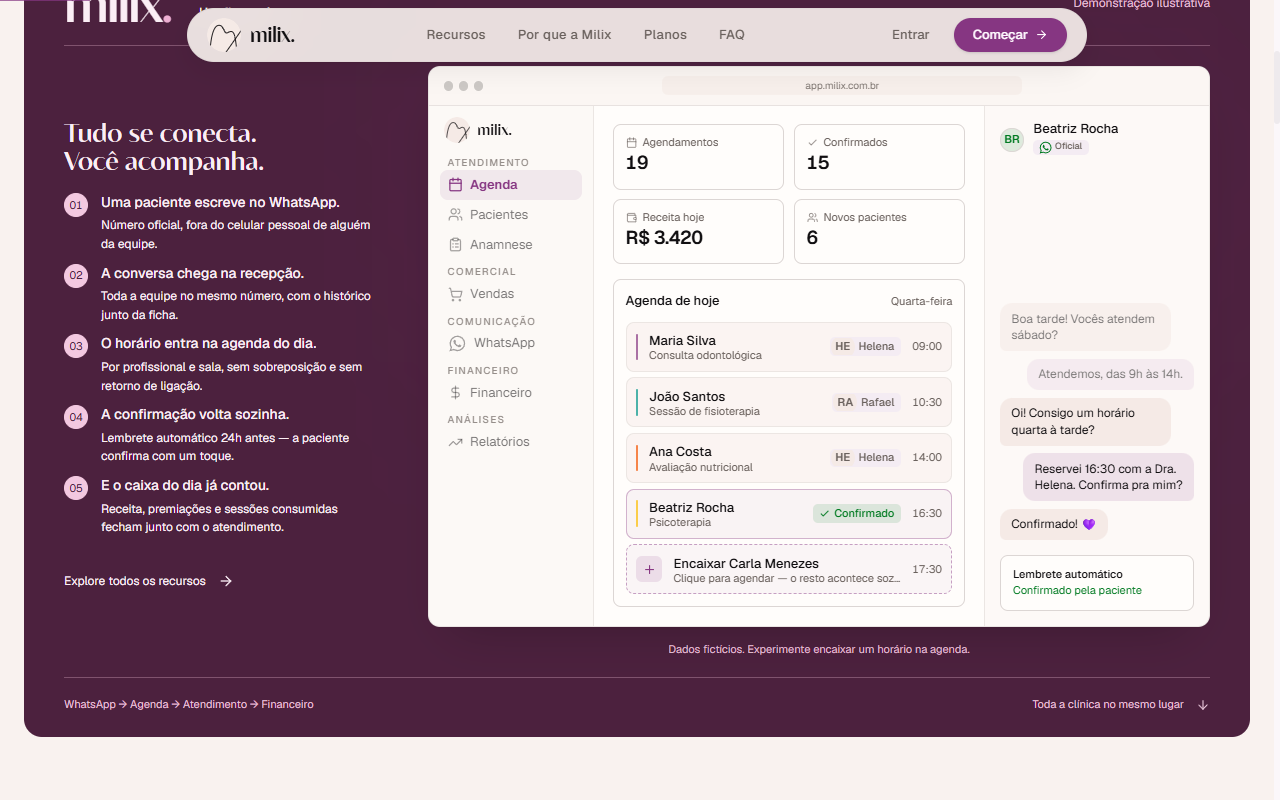 milix.
Demonstração ilustrativa
milix.
Recursos
Por que a Milix
Planos
FAQ
Entrar
Começar
Tudo se conecta.
Você acompanha.
01
Uma paciente escreve no WhatsApp.
Número oficial, fora do celular pessoal de alguém
da equipe.
02
A conversa chega na recepção.
Toda a equipe no mesmo número, com o histórico
junto da ficha.
03
O horário entra na agenda do dia.
Por profissional e sala, sem sobreposição e sem
retorno de ligação.
04
A confirmação volta sozinha.
Lembrete automático 24h antes — a paciente
confirma com um toque.
05
E o caixa do dia já contou.
Receita, premiações e sessões consumidas
fecham junto com o atendimento.
Explore todos os recursos →
app.milix.com.br
milix.
ATENDIMENTO
Agenda
Pacientes
Anamnese
COMERCIAL
Vendas
COMUNICAÇÃO
WhatsApp
FINANCEIRO
Financeiro
ANÁLISES
Relatórios
Agendamentos
19
Confirmados
15
Receita hoje
R$ 3.420
Novos pacientes
6
Agenda de hoje
Quarta-feira
Maria Silva
Consulta odontológica
HE Helena 09:00
João Santos
Sessão de fisioterapia
RA Rafael 10:30
Ana Costa
Avaliação nutricional
HE Helena 14:00
Beatriz Rocha
Psicoterapia
Confirmado 16:30
Encaixar Carla Menezes
Clique para agendar — o resto acontece soz…
17:30
BR
Beatriz Rocha
Oficial
Boa tarde! Vocês atendem
sábado?
Atendemos, das 9h às 14h.
Oi! Consigo um horário
quarta à tarde?
Reservei 16:30 com a Dra.
Helena. Confirma pra mim?
Confirmado! 💜
Lembrete automático
Confirmado pela paciente
Dados fictícios. Experimente encaixar um horário na agenda.
WhatsApp → Agenda → Atendimento → Financeiro
Toda a clínica no mesmo lugar ↓